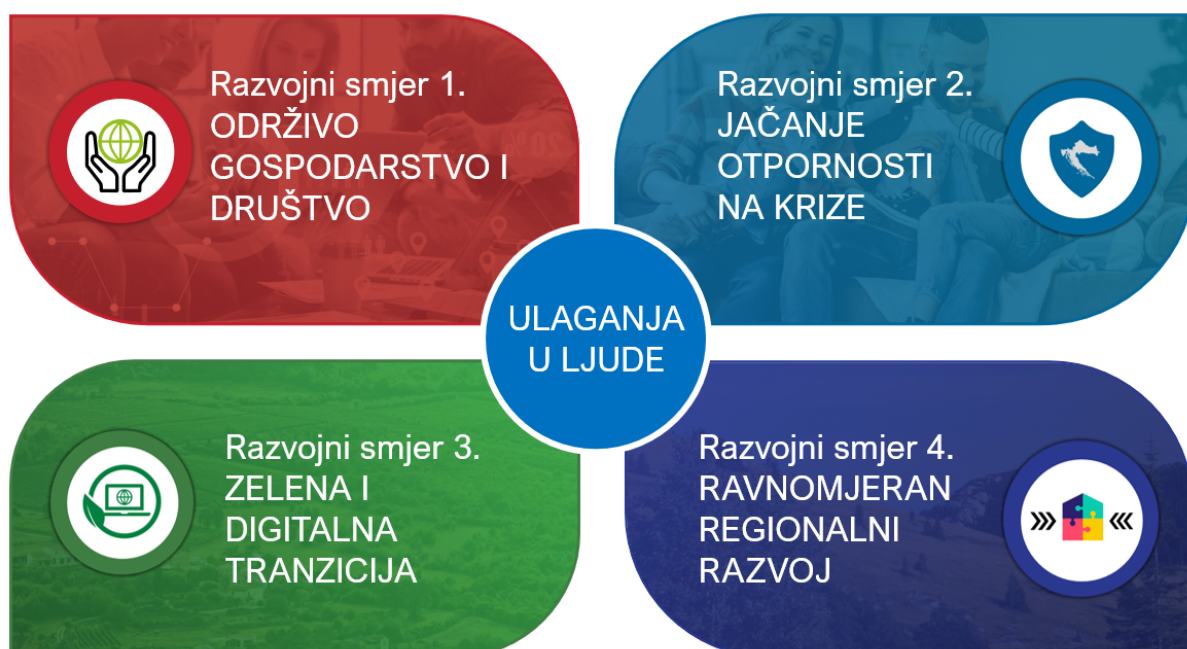 Razvojni smjer 1.
ODRŽIVO
GOSPODARSTVO I
DRUŠTVO
Razvojni smjer 2.
JAČANJE
OTPORNOSTI
NA KRIZE
ULAGANJA
U LJUDE
Razvojni smjer 3.
ZELENA I
DIGITALNA
TRANZICIJA
Razvojni smjer 4.
RAVNOMJERAN
REGIONALNI
RAZVOJ